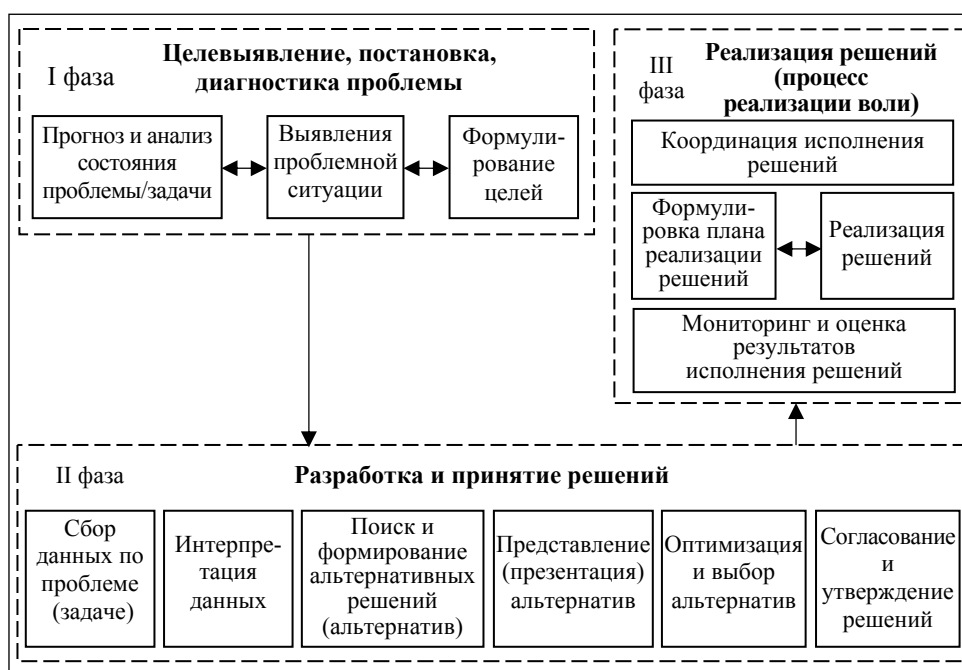 I фаза
Целевыявление, постановка,
диагностика проблемы
Прогноз и анализ
состояния
проблемы/задачи
Выявления
проблемной
ситуации
Формули-
рование
целей
III
фаза
Реализация решений
(процесс
реализации воли)
Координация исполнения
решений
Формули-
ровка плана
реализации
решений
Реализация
решений
Мониторинг и оценка
результатов
исполнения решений
II фаза
Разработка и принятие решений
Сбор
данных по
проблеме
(задаче)
Интерпре-
тация
данных
Поиск и
формирование
альтернативных
решений
(альтернатив)
Представление
(презентация)
альтернатив
Оптимизация
и выбор
альтернатив
Согласование
и
утверждение
решений